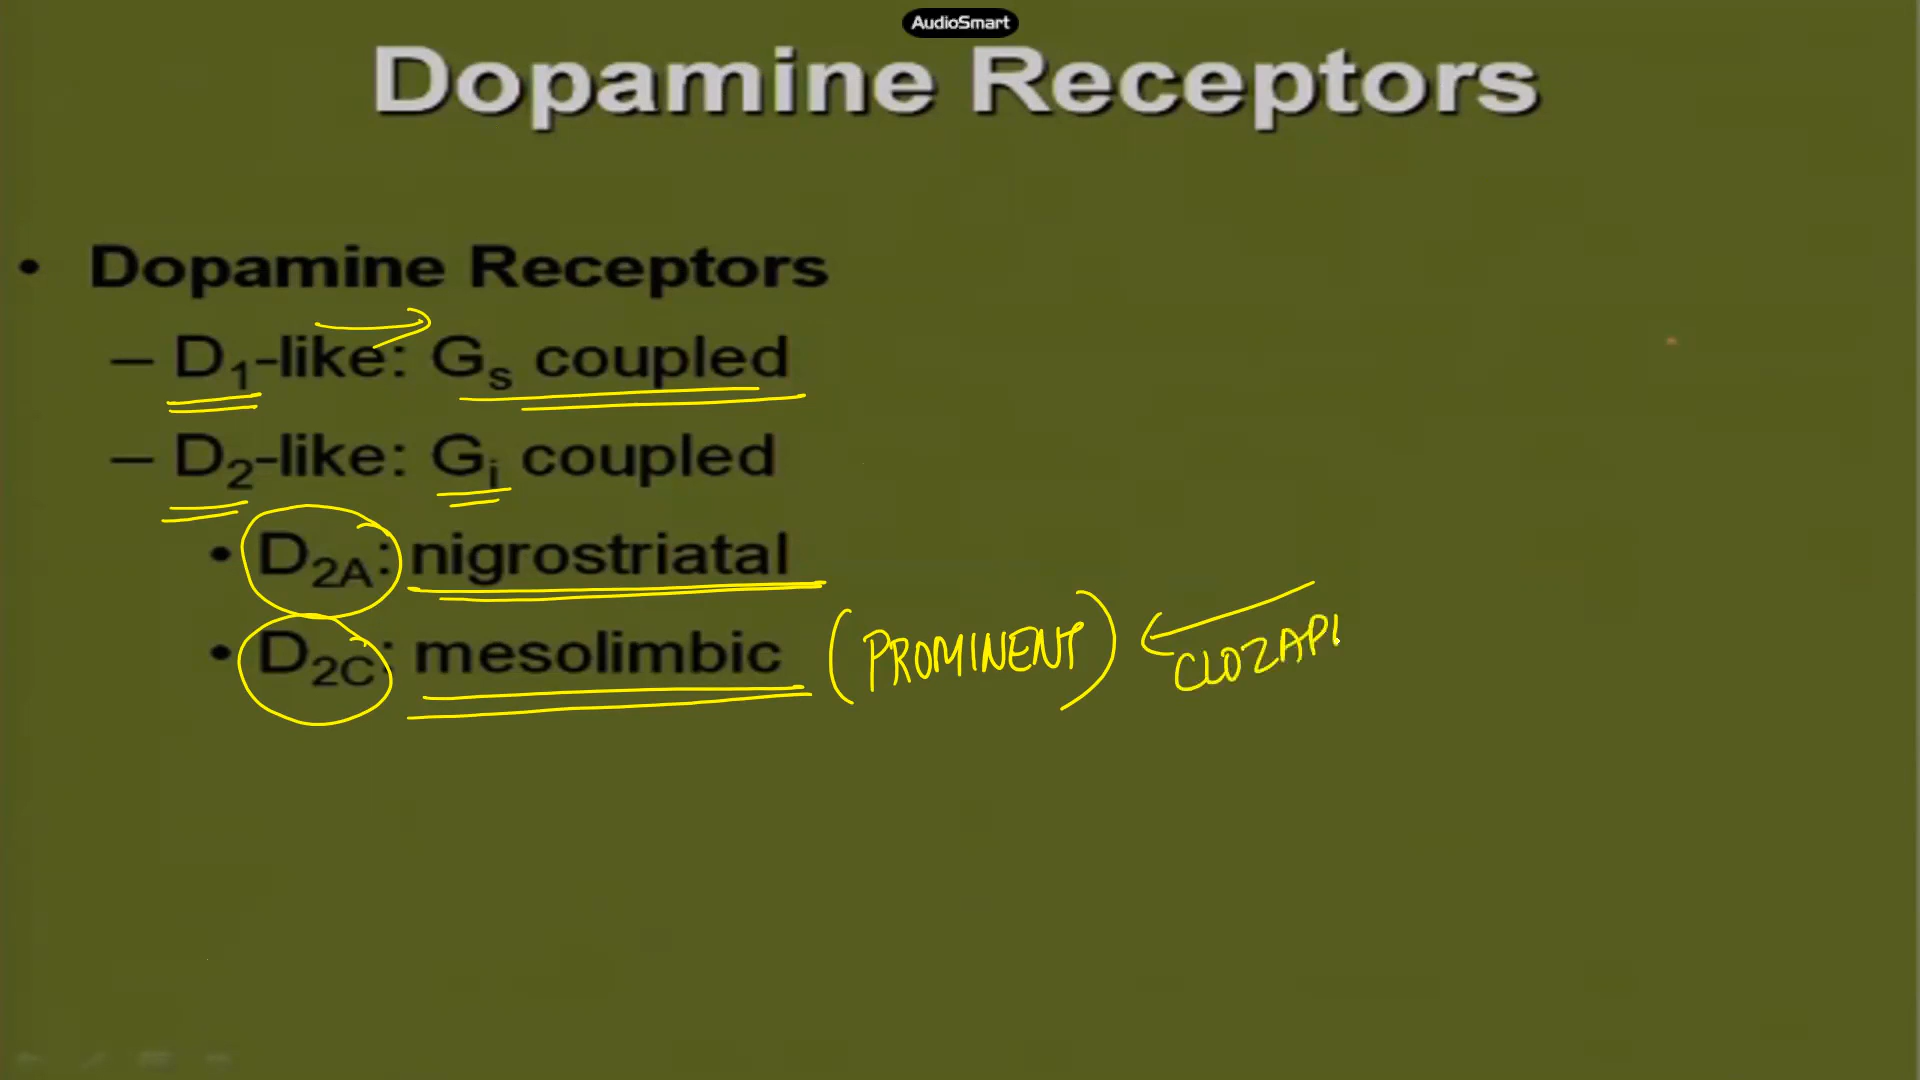 AudioSmart
Dopamine Receptors
• Dopamine Receptors
– D₁-like: Gₛ coupled
– D₂-like: Gᵢ coupled
• D2A: nigrostriatal
• D2C: mesolimbic (PROMINENT) ← CLOZAPI